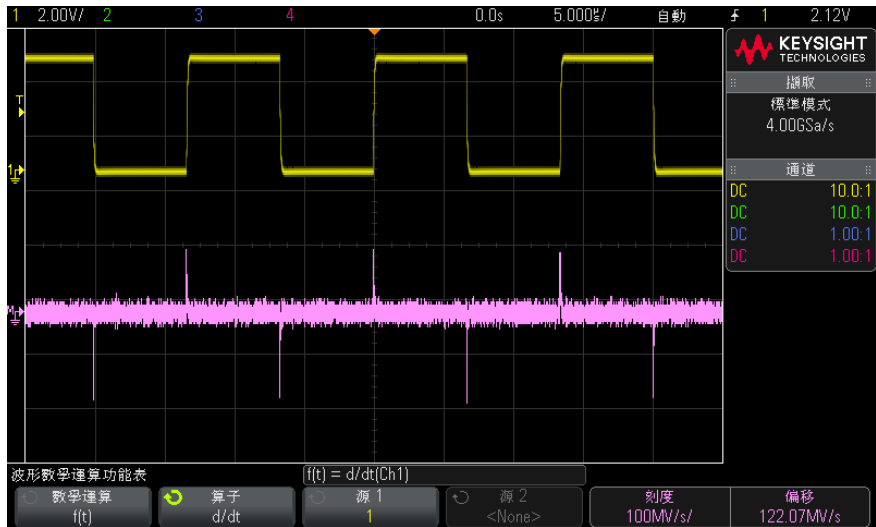 1 2.00V/ 2 3 4 0.0s 5.000µs/ 自動 1 2.12V
KEYSIGHT
TECHNOLOGIES
擷取
標準模式
4.00GSa/s
通道
DC 10.0:1
DC 10.0:1
DC 1.00:1
DC 1.00:1
T
1
M
波形數學運算功能表
f(t) = d/dt(Ch1)
數學運算
f(t)
算子
d/dt
源 1
1
源 2
<None>
刻度
100MV/s/
偏移
122.07MV/s